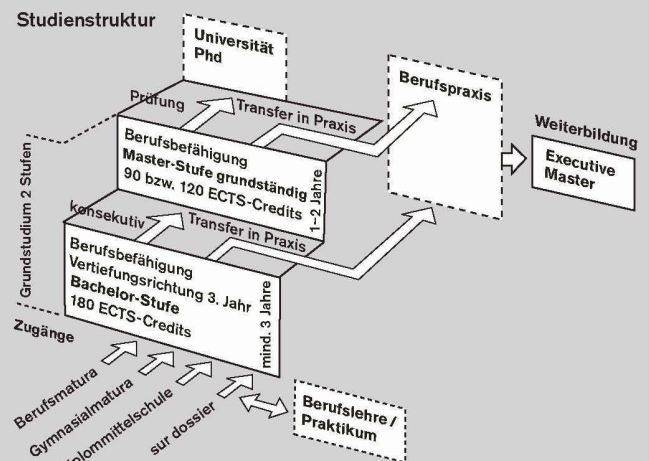 Studienstruktur
Universität
Phd
Prüfung
Transfer in Praxis
Berufspraxis
Weiterbildung
Executive
Master
Berufsbefähigung
Master-Stufe grundständig
90 bzw. 120 ECTS-Credits
1–2 Jahre
Grundstudium 2 Stufen
konsekutiv
Transfer in Praxis
Berufsbefähigung
Vertiefungsrichtung 3. Jahr
Bachelor-Stufe
180 ECTS-Credits
mind. 3 Jahre
Zugänge
Berufsmatura
Gymnasialmatura
sur dossier
Berufslehre /
Praktikum